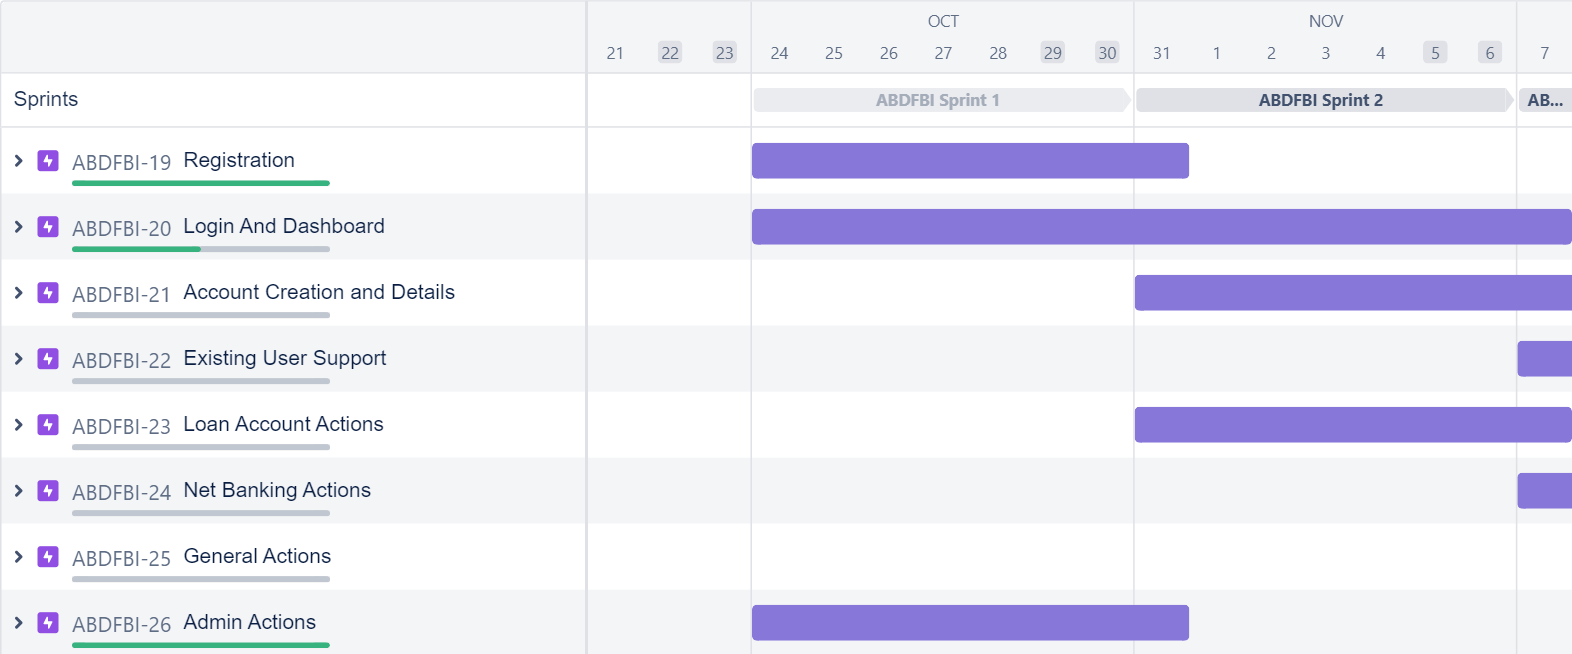 OCT NOV
21 22 23 24 25 26 27 28 29 30 31 1 2 3 4 5 6 7
Sprints ABDFBI Sprint 1 ABDFBI Sprint 2 AB...
ABDFBI-19 Registration
ABDFBI-20 Login And Dashboard
ABDFBI-21 Account Creation and Details
ABDFBI-22 Existing User Support
ABDFBI-23 Loan Account Actions
ABDFBI-24 Net Banking Actions
ABDFBI-25 General Actions
ABDFBI-26 Admin Actions